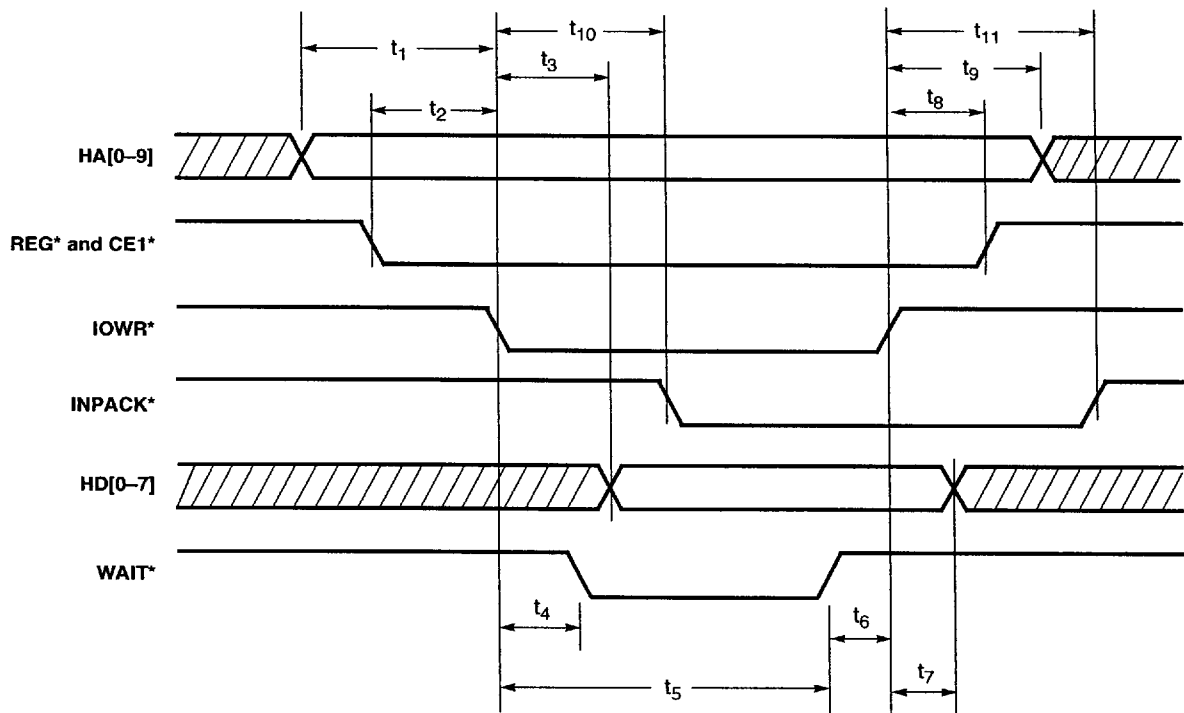 t1 t10 t11
t3 t9
t2 t8
HA[0–9]
REG* and CE1*
IOWR*
INPACK*
HD[0–7]
WAIT*
t4 t6
t5 t7